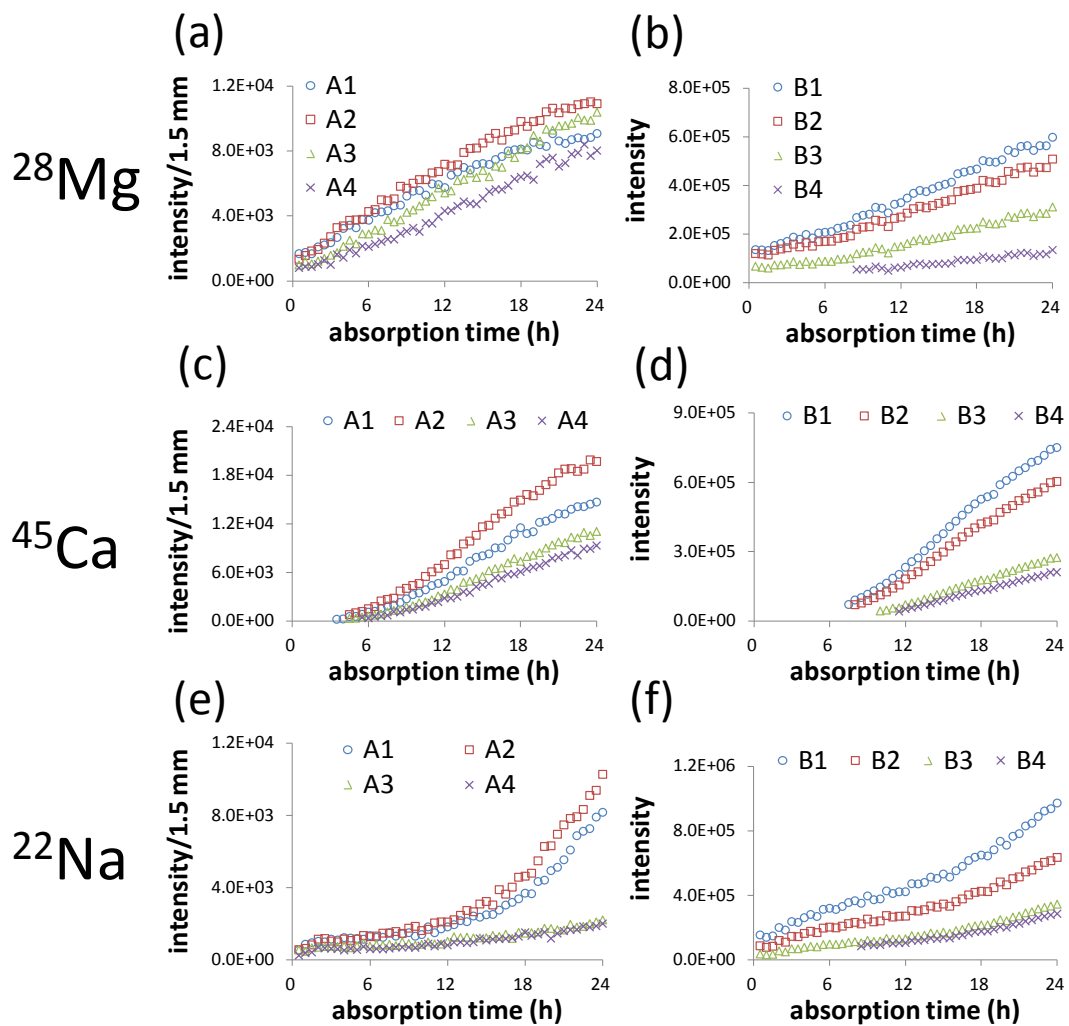 (a)
(b)
²⁸Mg
intensity/1.5 mm
1.2E+04
8.0E+03
4.0E+03
0.0E+00
A1
A2
A3
A4
0 6 12 18 24
absorption time (h)
intensity
8.0E+05
6.0E+05
4.0E+05
2.0E+05
0.0E+00
B1
B2
B3
B4
0 6 12 18 24
absorption time (h)
(c)
(d)
⁴⁵Ca
intensity/1.5 mm
A1 A2 A3 A4
2.4E+04
1.8E+04
1.2E+04
6.0E+03
0.0E+00
0 6 12 18 24
absorption time (h)
intensity
B1 B2 B3 B4
9.0E+05
6.0E+05
3.0E+05
0.0E+00
0 6 12 18 24
absorption time (h)
(e)
(f)
²²Na
intensity/1.5 mm
1.2E+04
8.0E+03
4.0E+03
0.0E+00
A1 A2
A3 A4
0 6 12 18 24
absorption time (h)
intensity
B1 B2 B3 B4
1.2E+06
8.0E+05
4.0E+05
0.0E+00
0 6 12 18 24
absorption time (h)